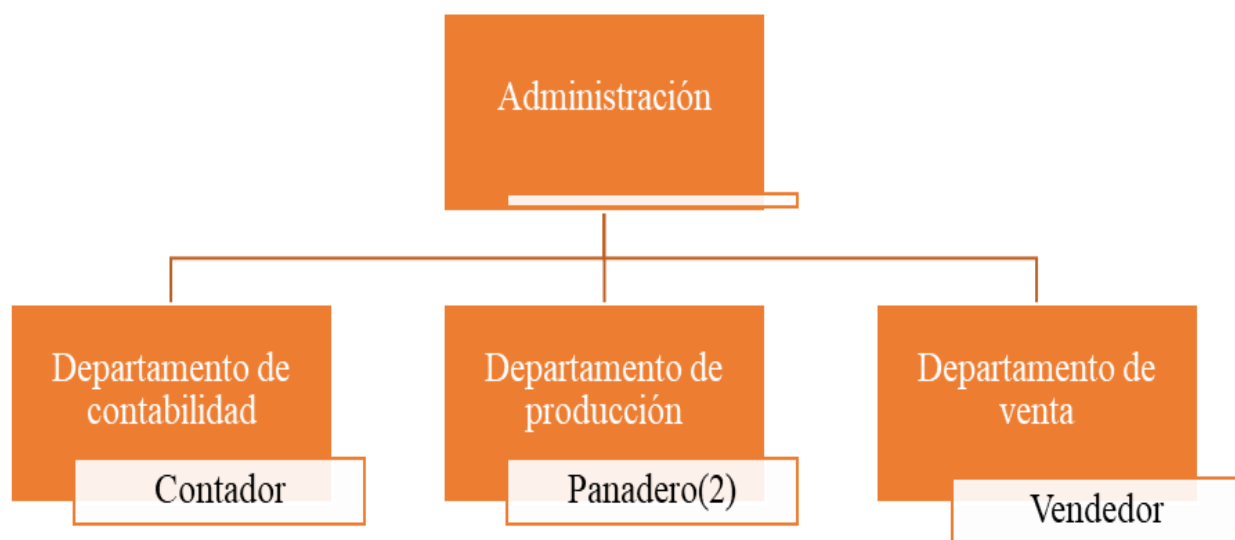 Administración
Departamento de
contabilidad
Contador
Departamento de
producción
Panadero(2)
Departamento de
venta
Vendedor